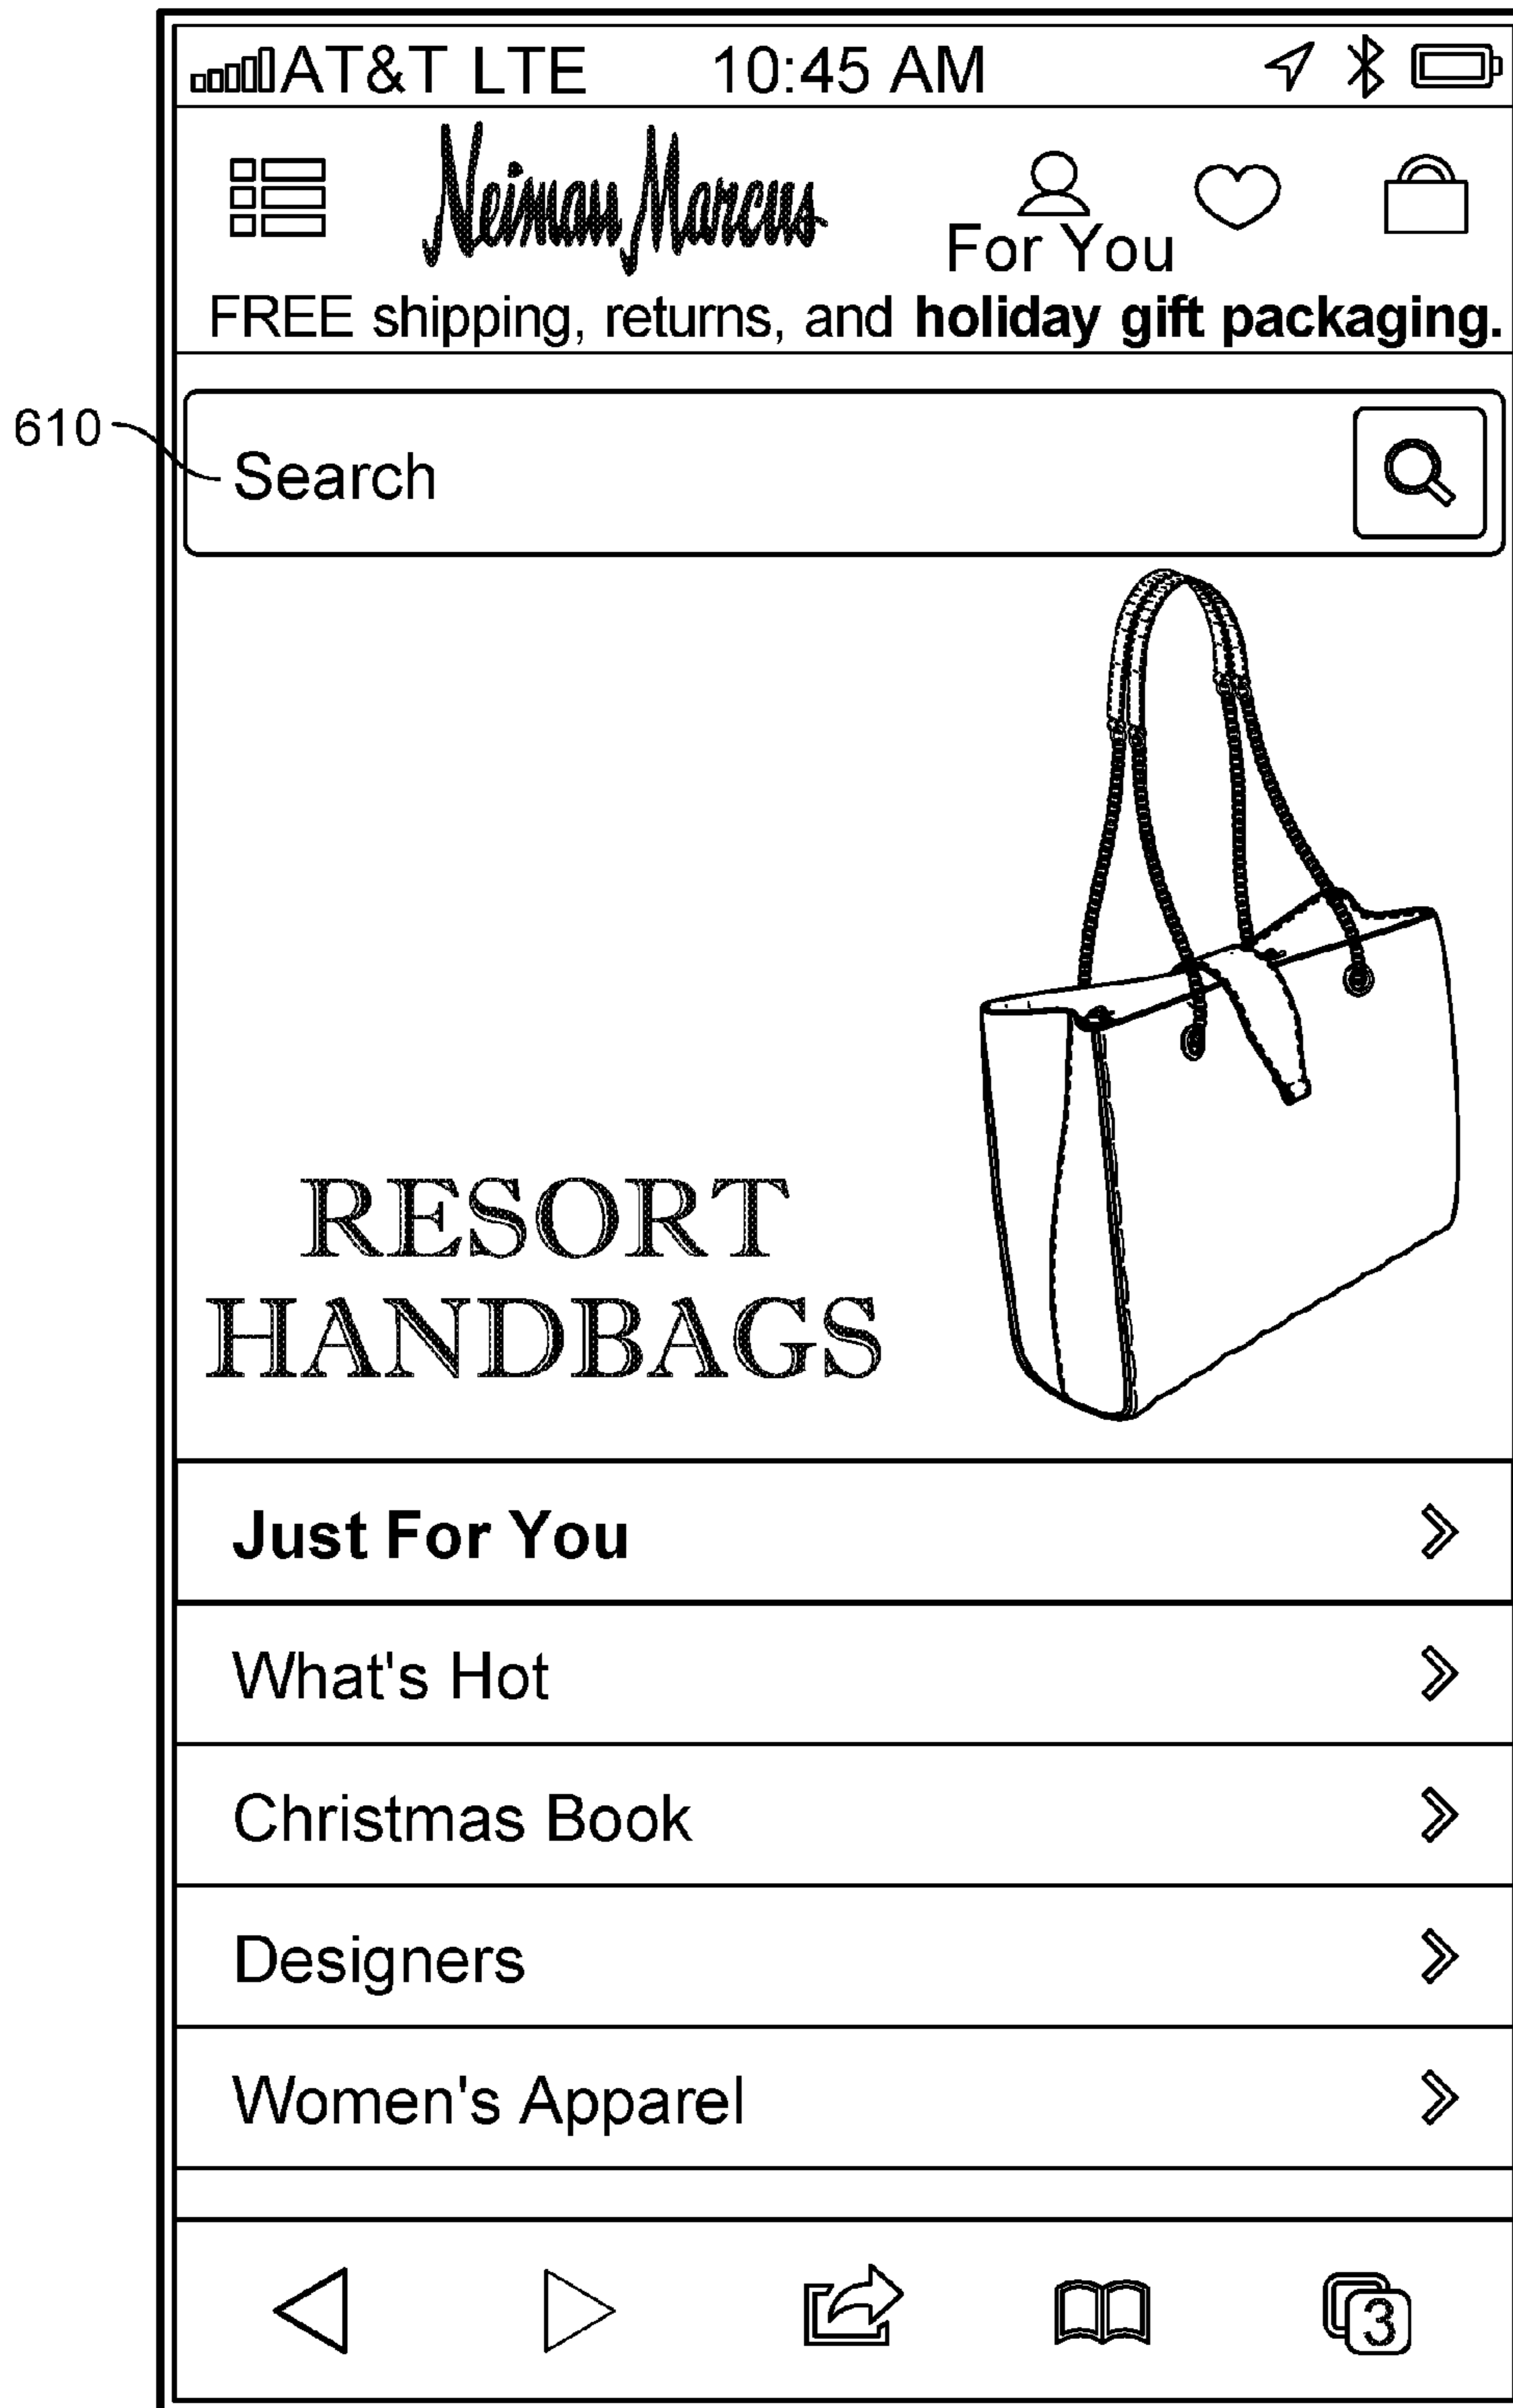 AT&T LTE 10:45 AM
Neiman Marcus
For You
FREE shipping, returns, and holiday gift packaging.
610
Search
RESORT
HANDBAGS
Just For You
What's Hot
Christmas Book
Designers
Women's Apparel
3